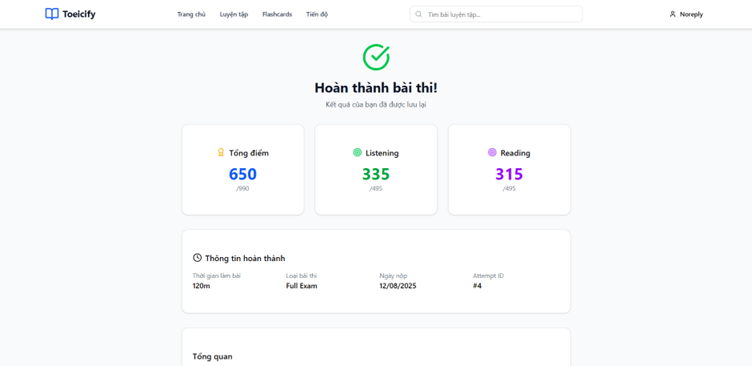 Toeicify
Trang chủ
Luyện tập
Flashcards
Tiến độ
Tìm bài luyện tập...
Noreply
Hoàn thành bài thi!
Kết quả của bạn đã được lưu lại
Tổng điểm
650
/990
Listening
335
/495
Reading
315
/495
Thông tin hoàn thành
Thời gian làm bài
120m
Loại bài thi
Full Exam
Ngày nộp
12/08/2025
Attempt ID
#4
Tổng quan